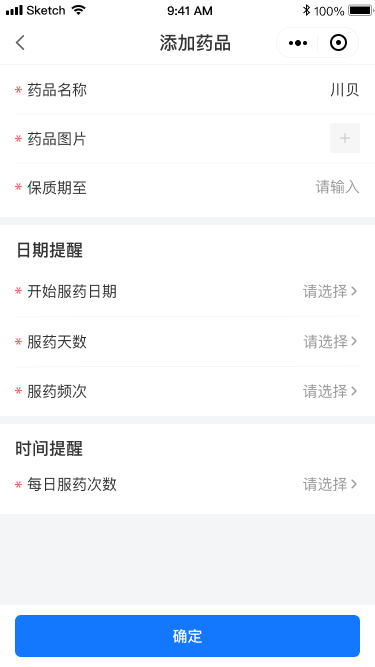 Sketch 9:41 AM 100%
添加药品
* 药品名称 川贝
* 药品图片 +
* 保质期至 请输入
日期提醒
* 开始服药日期 请选择
* 服药天数 请选择
* 服药频次 请选择
时间提醒
* 每日服药次数 请选择
确定